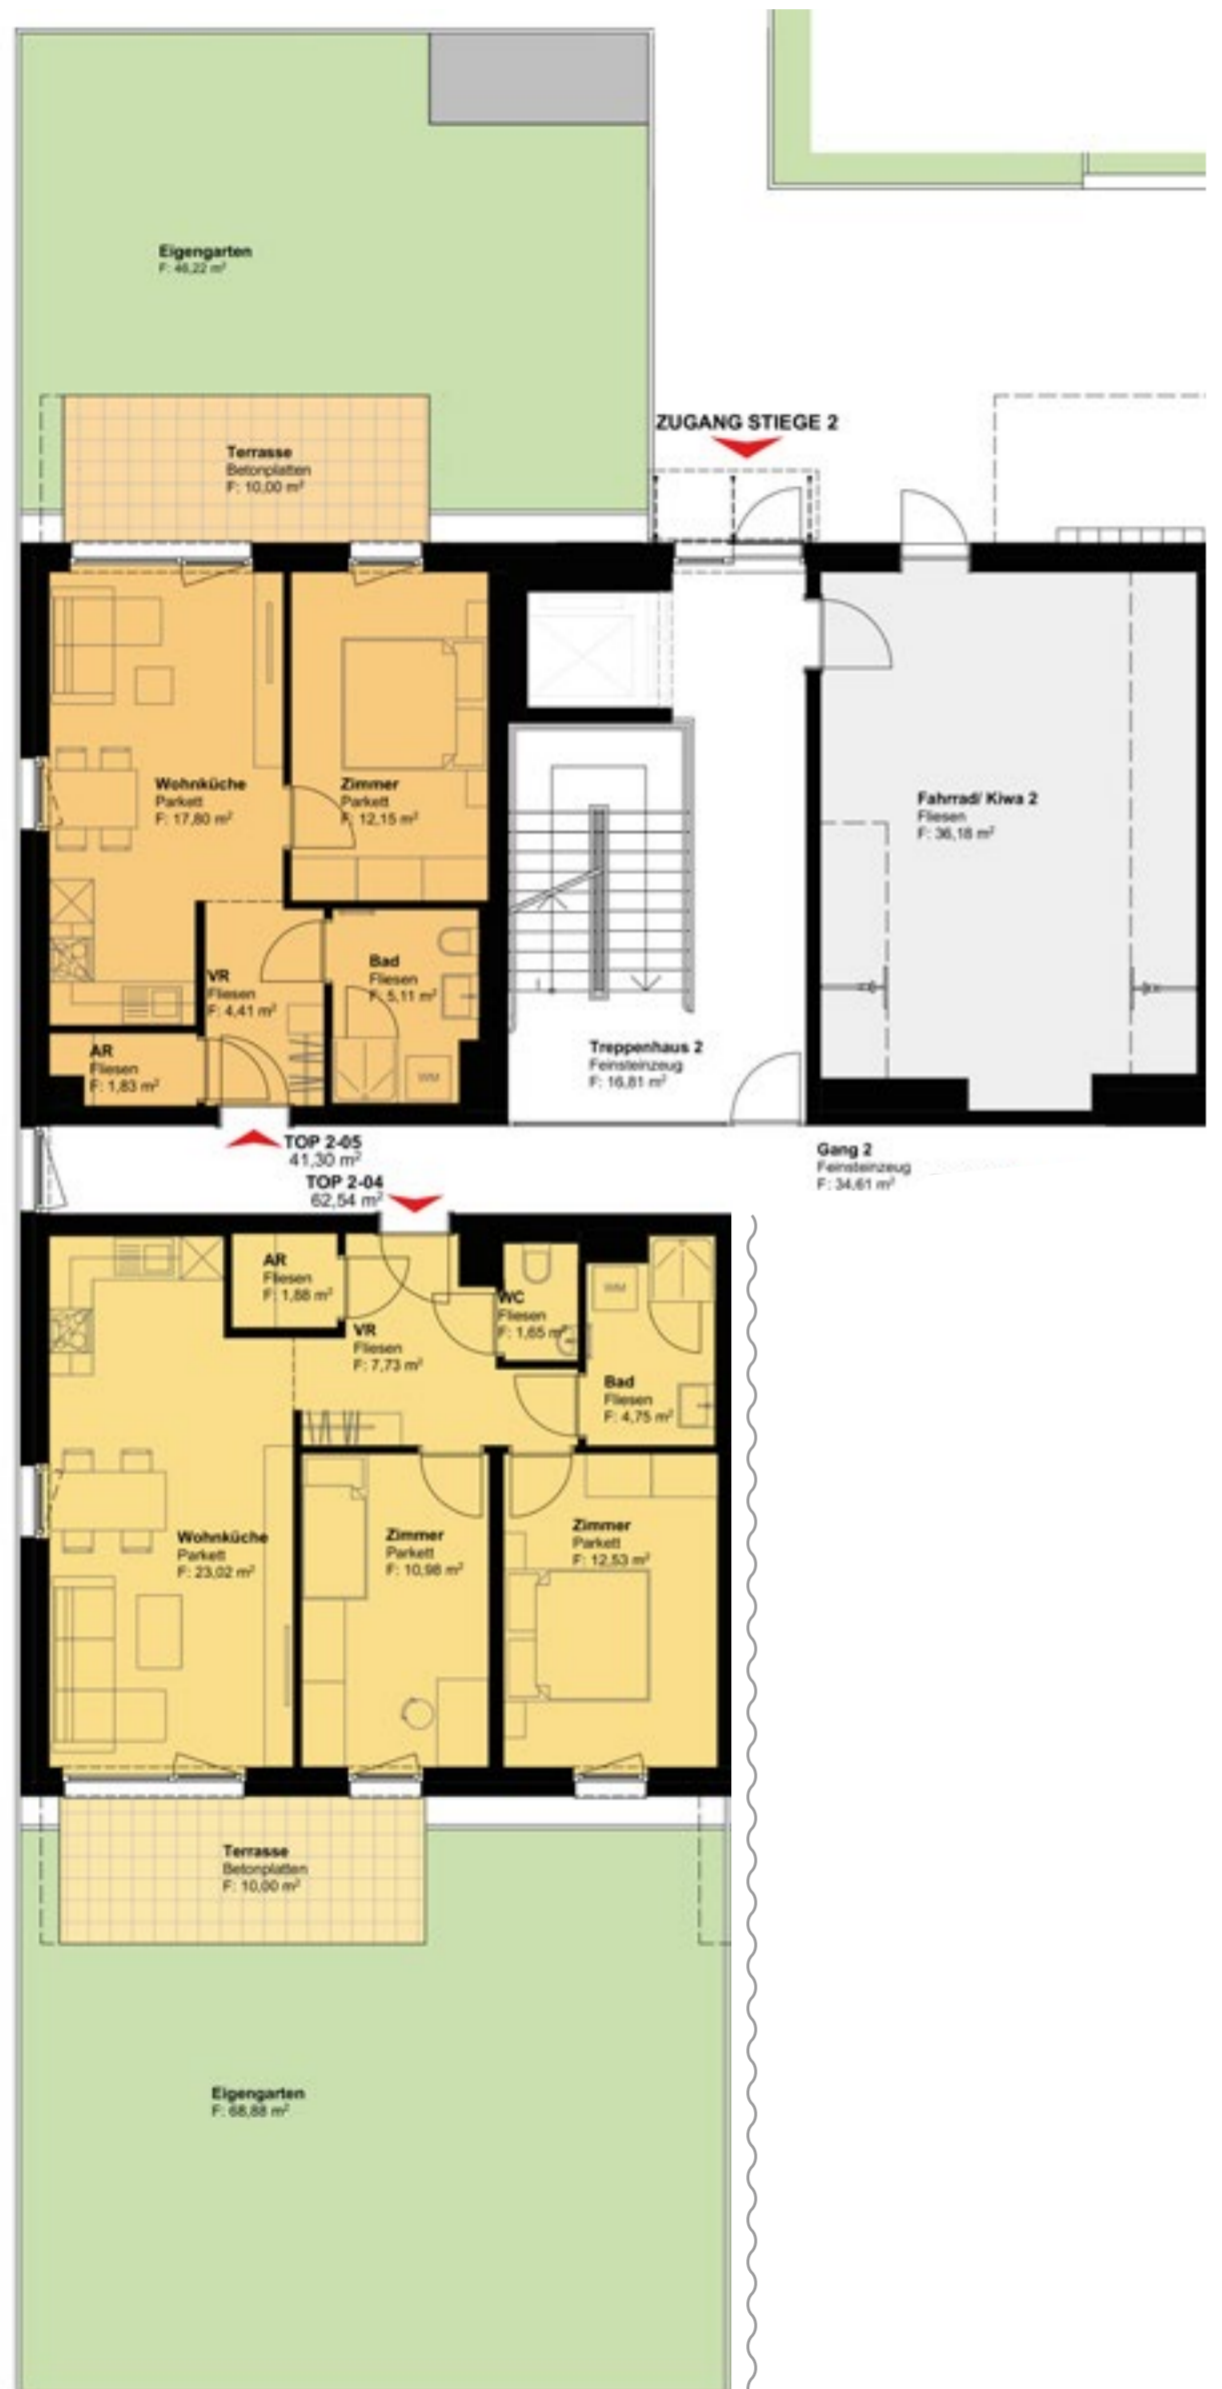 Eigengarten
F: 46,22 m²
Terrasse
Betonplatten
F: 10,00 m²
ZUGANG STIEGE 2
Wohnküche
Parkett
F: 17,80 m²
Zimmer
Parkett
F: 12,15 m²
Fahrrad/ Kiwa 2
Fliesen
F: 36,18 m²
VR
Fliesen
F: 4,41 m²
Bad
Fliesen
F: 5,11 m²
WM
AR
Fliesen
F: 1,83 m²
Treppenhaus 2
Feinsteinzeug
F: 16,81 m²
TOP 2-05
41,30 m²
TOP 2-04
62,54 m²
Gang 2
Feinsteinzeug
F: 34,61 m²
AR
Fliesen
F: 1,88 m²
VR
Fliesen
F: 7,73 m²
WC
Fliesen
F: 1,65 m²
WM
Bad
Fliesen
F: 4,75 m²
Wohnküche
Parkett
F: 23,02 m²
Zimmer
Parkett
F: 10,98 m²
Zimmer
Parkett
F: 12,53 m²
Terrasse
Betonplatten
F: 10,00 m²
Eigengarten
F: 68,88 m²